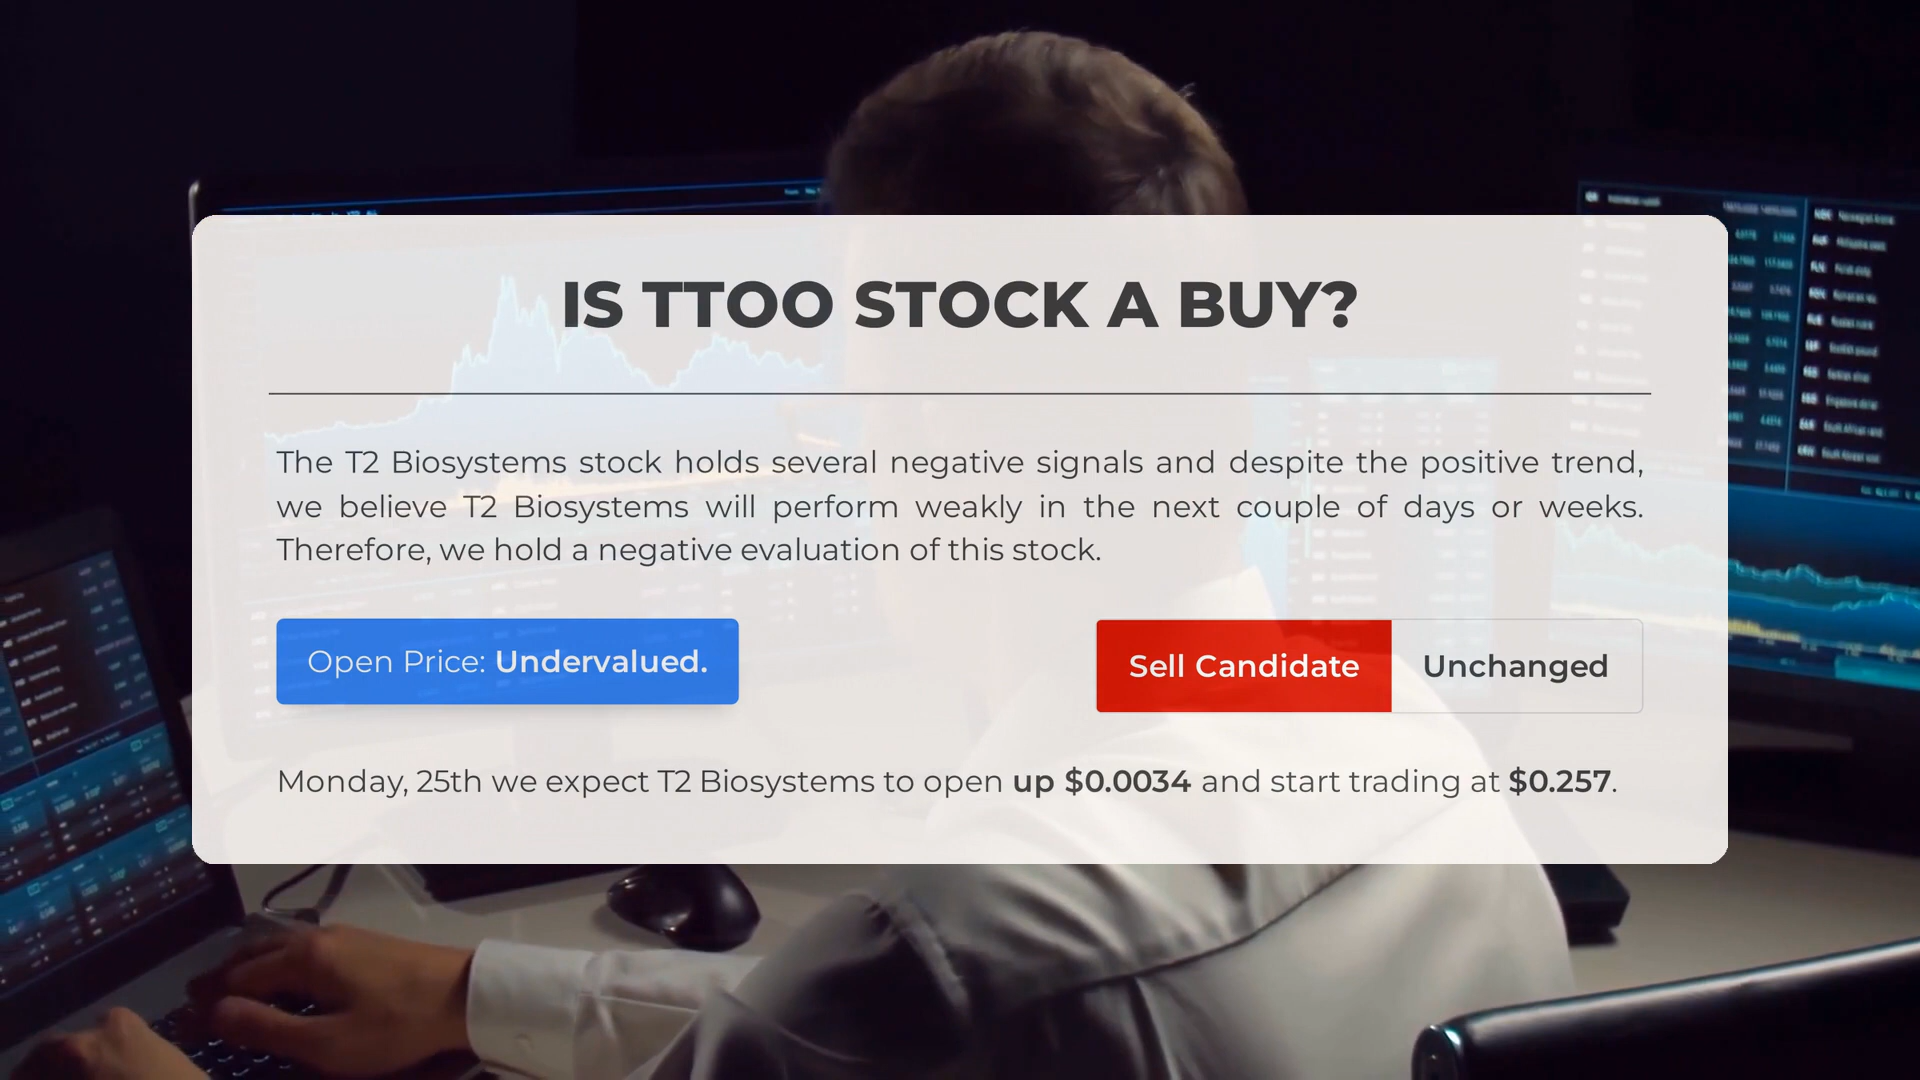 IS TTOO STOCK A BUY?
The T2 Biosystems stock holds several negative signals and despite the positive trend,
we believe T2 Biosystems will perform weakly in the next couple of days or weeks.
Therefore, we hold a negative evaluation of this stock.
Open Price: Undervalued.
Sell Candidate
Unchanged
Monday, 25th we expect T2 Biosystems to open up $0.0034 and start trading at $0.257.